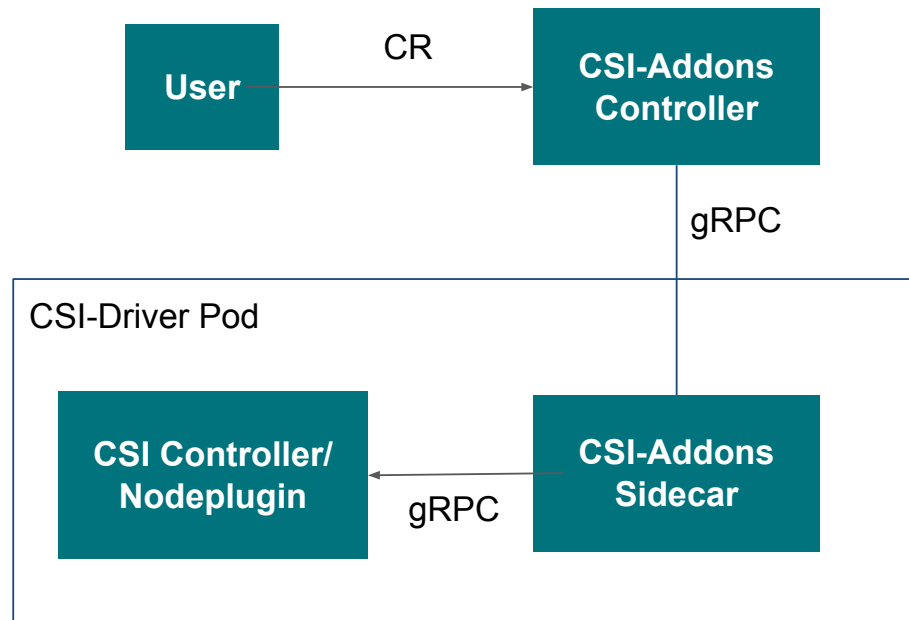 User
CR
CSI-Addons
Controller
gRPC
CSI-Driver Pod
CSI Controller/
Nodeplugin
gRPC
CSI-Addons
Sidecar